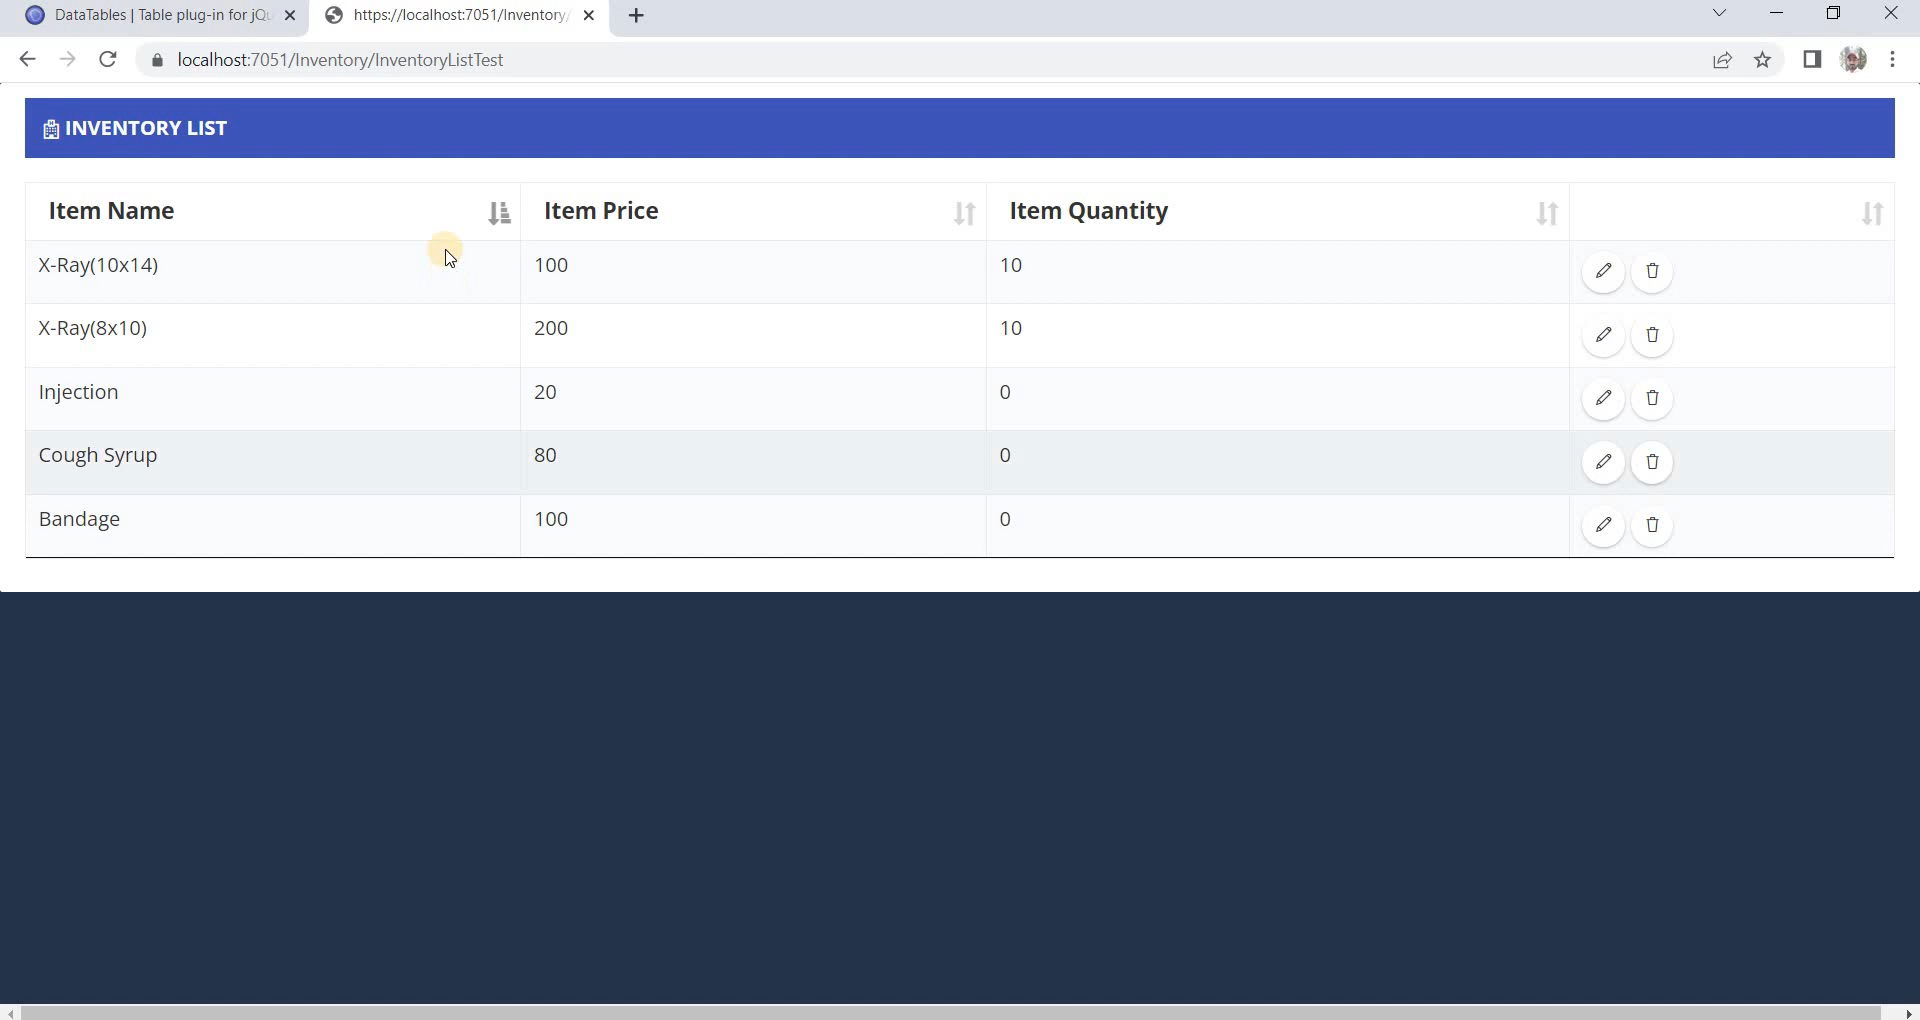 DataTables | Table plug-in for jQu
https://localhost:7051/Inventory/
localhost:7051/Inventory/InventoryListTest
INVENTORY LIST
Item Name Item Price Item Quantity
X-Ray(10x14) 100 10
X-Ray(8x10) 200 10
Injection 20 0
Cough Syrup 80 0
Bandage 100 0